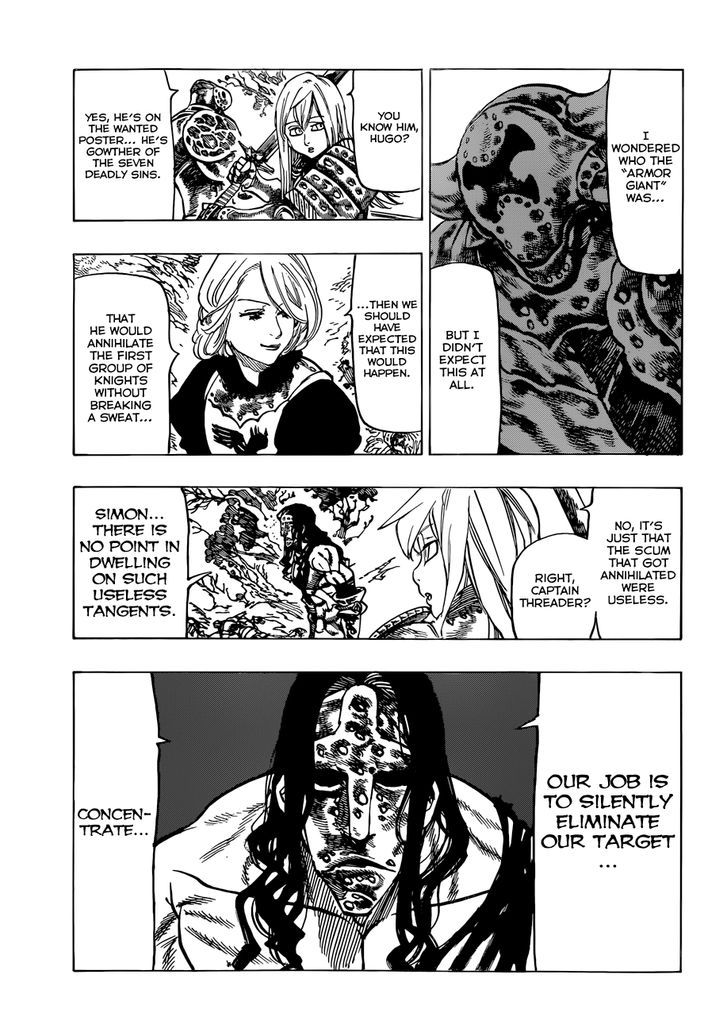 I
WONDERED
WHO THE
"ARMOR
GIANT"
WAS...
BUT I
DIDN'T
EXPECT
THIS AT
ALL.
YOU
KNOW HIM,
HUGO?
YES, HE'S ON
THE WANTED
POSTER... HE'S
GOWTHER OF
THE SEVEN
DEADLY SINS.
...THEN WE
SHOULD
HAVE
EXPECTED
THAT THIS
WOULD
HAPPEN.
THAT
HE WOULD
ANNIHILATE
THE FIRST
GROUP OF
KNIGHTS
WITHOUT
BREAKING
A SWEAT...
NO, IT'S
JUST THAT
THE SCUM
THAT GOT
ANNIHILATED
WERE
USELESS.
RIGHT,
CAPTAIN
THREADER?
SIMON...
THERE IS
NO POINT IN
DWELLING
ON SUCH
USELESS
TANGENTS.
OUR JOB IS
TO SILENTLY
ELIMINATE
OUR TARGET
...
CONCEN-
TRATE...